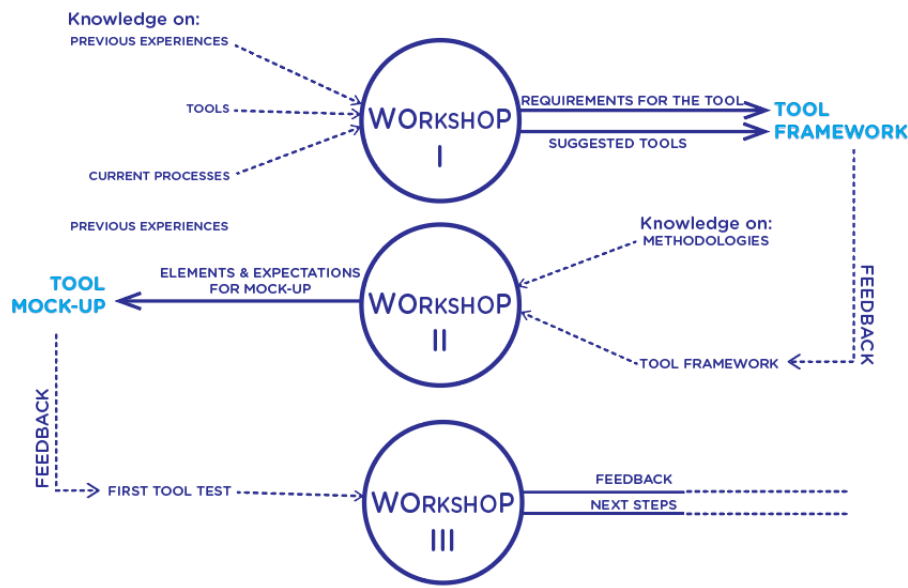 Knowledge on:
PREVIOUS EXPERIENCES
TOOLS
CURRENT PROCESSES
WORKSHOP
I
REQUIREMENTS FOR THE TOOL
SUGGESTED TOOLS
TOOL
FRAMEWORK
FEEDBACK
PREVIOUS EXPERIENCES
Knowledge on:
METHODOLOGIES
TOOL FRAMEWORK
WORKSHOP
II
ELEMENTS & EXPECTATIONS
FOR MOCK-UP
TOOL
MOCK-UP
FEEDBACK
FIRST TOOL TEST
WORKSHOP
III
FEEDBACK
NEXT STEPS